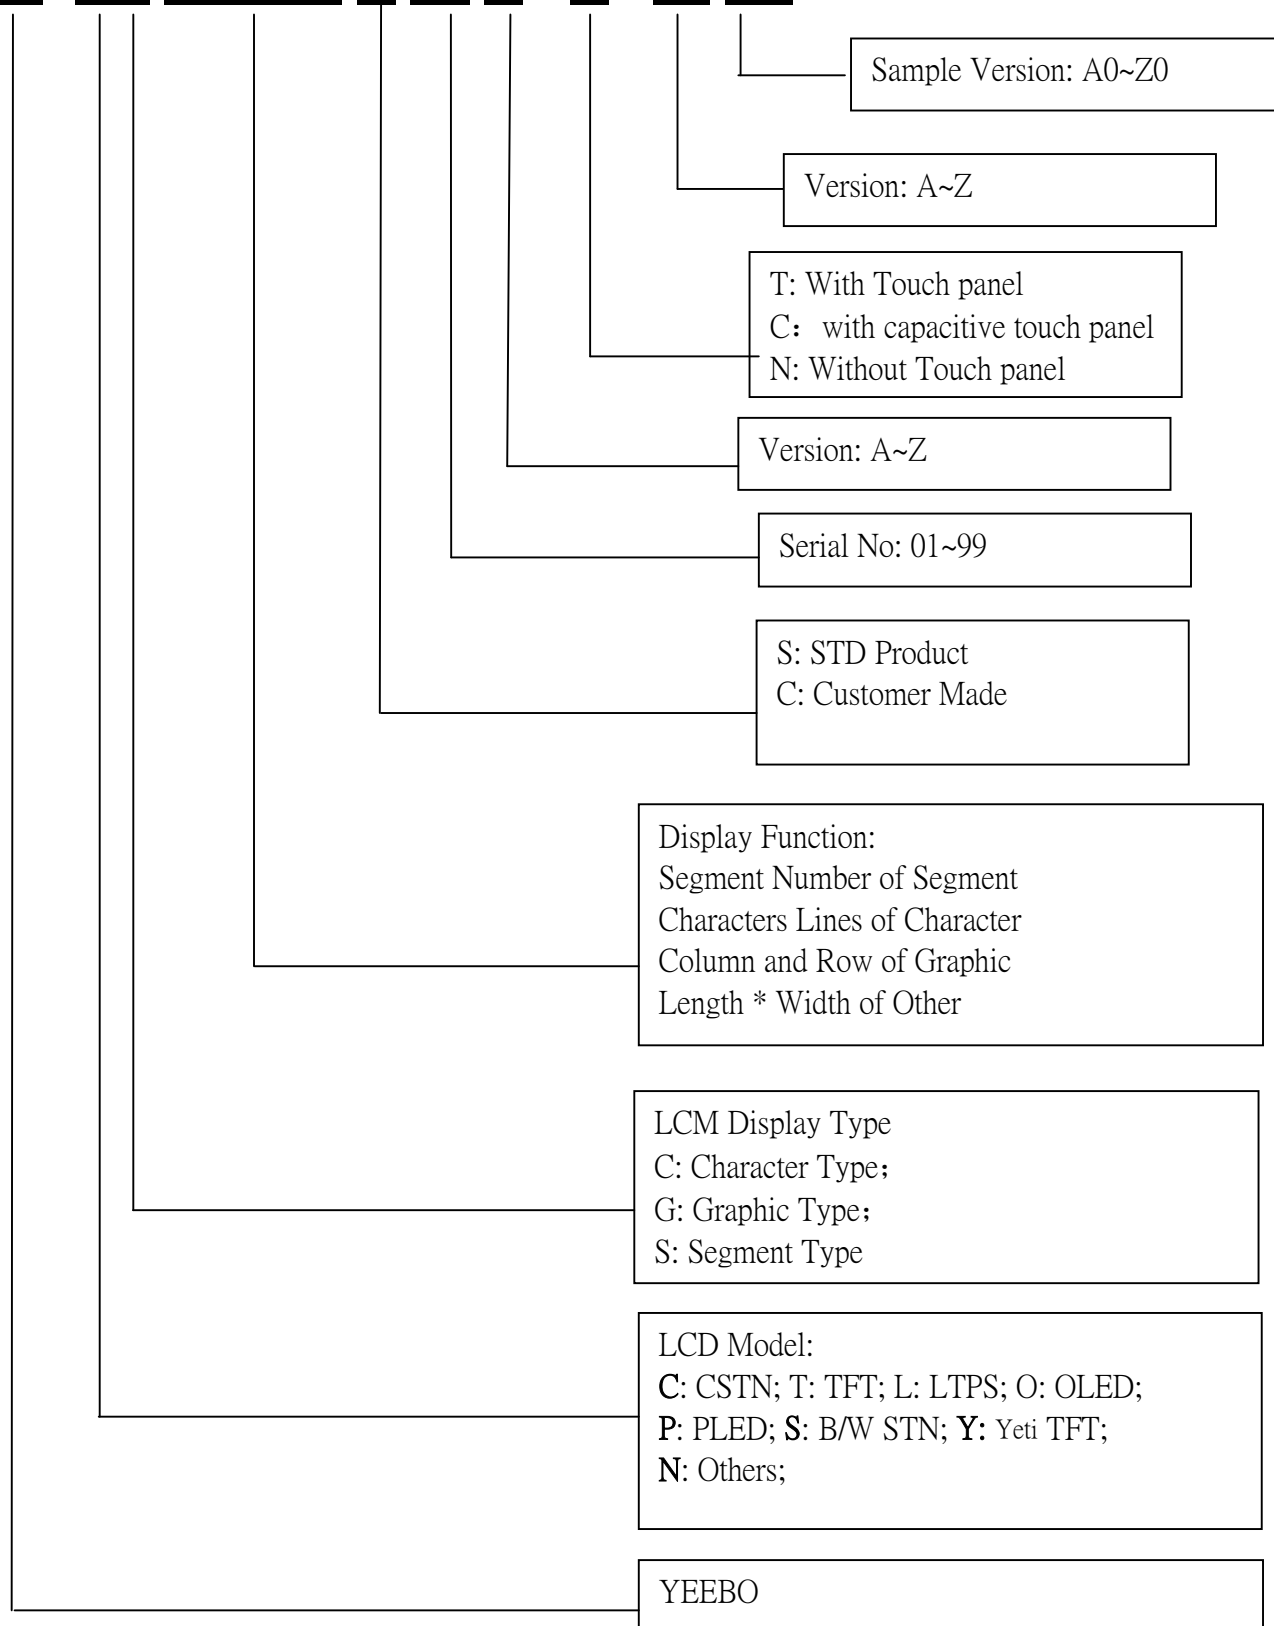 Sample Version: A0~Z0
Version: A~Z
T: With Touch panel
C： with capacitive touch panel
N: Without Touch panel
Version: A~Z
Serial No: 01~99
S: STD Product
C: Customer Made
Display Function:
Segment Number of Segment
Characters Lines of Character
Column and Row of Graphic
Length * Width of Other
LCM Display Type
C: Character Type；
G: Graphic Type；
S: Segment Type
LCD Model:
C: CSTN; T: TFT; L: LTPS; O: OLED;
P: PLED; S: B/W STN; Y: Yeti TFT;
N: Others;
YEEBO